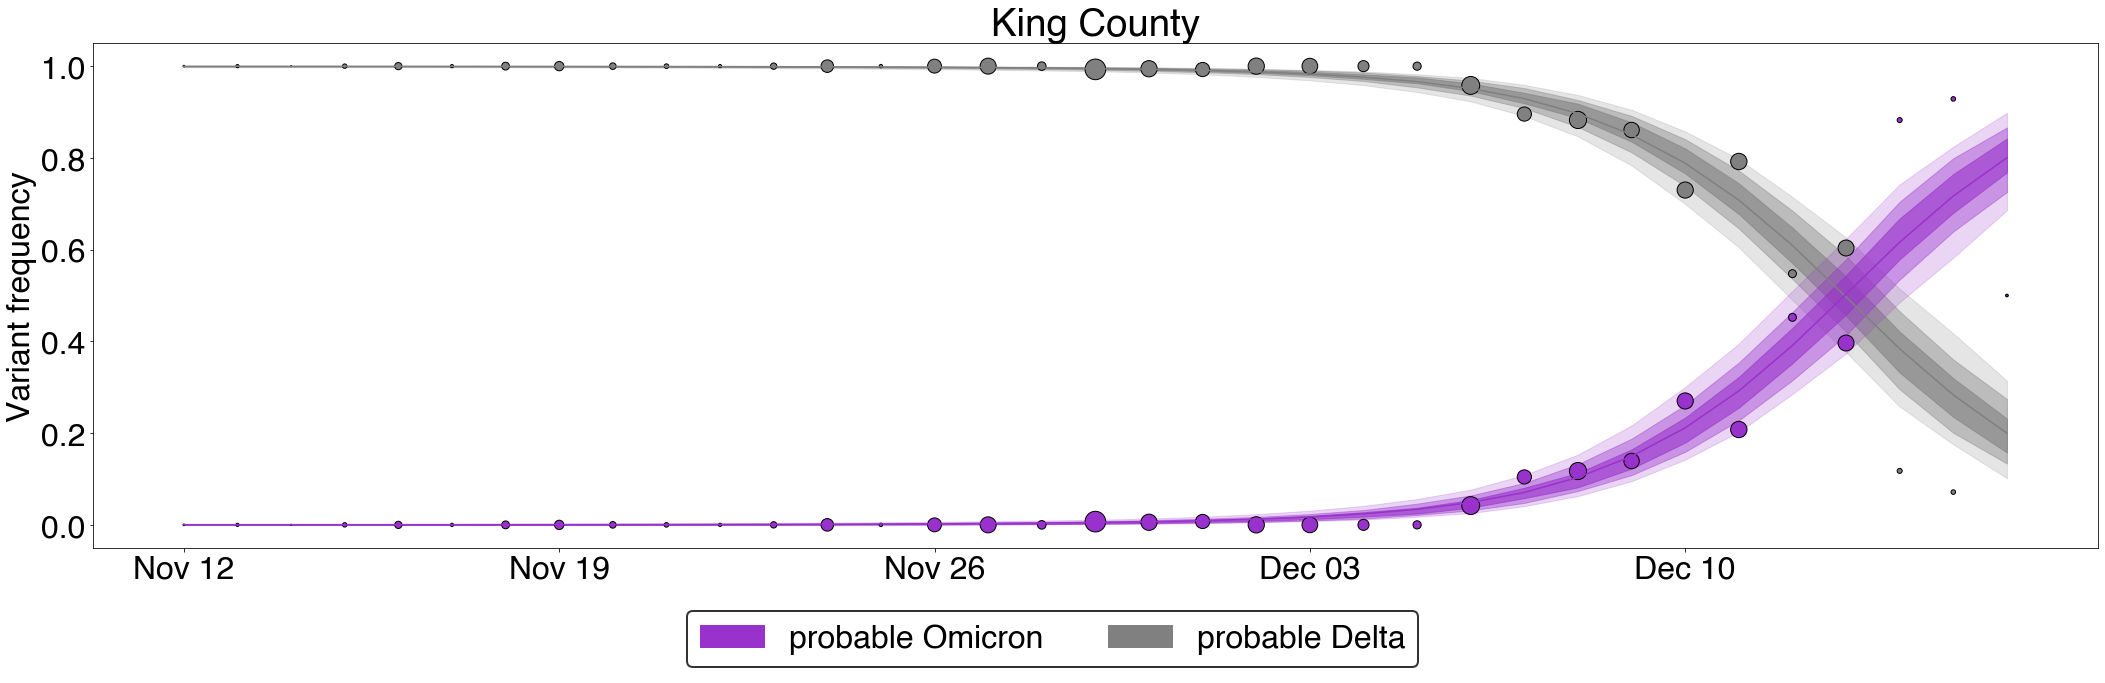 King County
Variant frequency
1.0
0.8
0.6
0.4
0.2
0.0
Nov 12 Nov 19 Nov 26 Dec 03 Dec 10
probable Omicron probable Delta